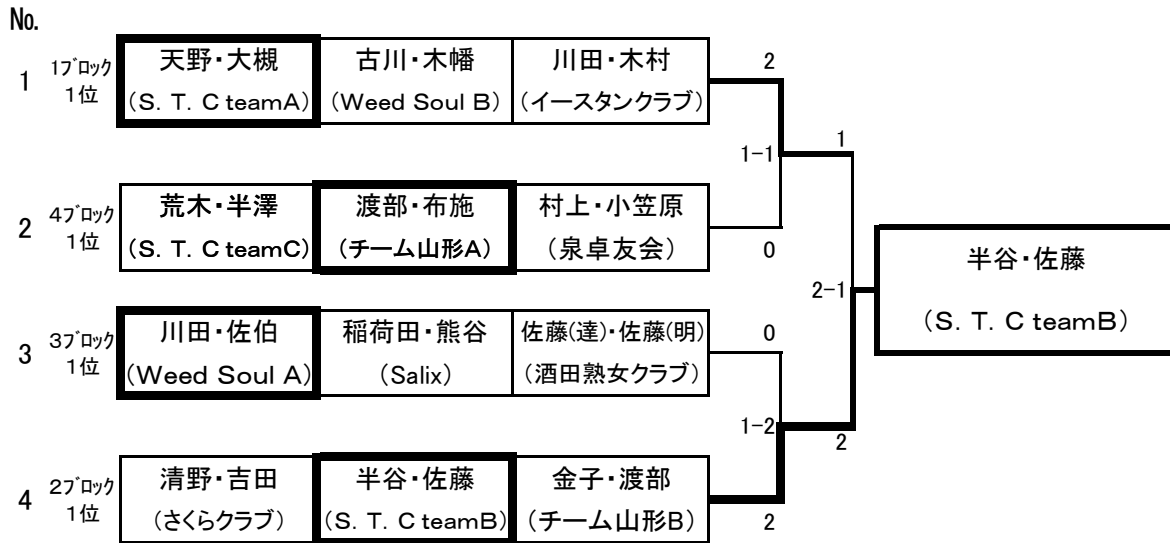 No.
1 1ブロック 1位 天野・大槻 古川・木幡 川田・木村 2
(S. T. C teamA) (Weed Soul B) (イースタンクラブ)
1-1 1
2 4ブロック 1位 荒木・半澤 渡部・布施 村上・小笠原
(S. T. C teamC) (チーム山形A) (泉卓友会) 0
2-1 半谷・佐藤
(S. T. C teamB)
3 3ブロック 1位 川田・佐伯 稲荷田・熊谷 佐藤(達)・佐藤(明) 0
(Weed Soul A) (Salix) (酒田熟女クラブ)
1-2 2
4 2ブロック 1位 清野・吉田 半谷・佐藤 金子・渡部
(さくらクラブ) (S. T. C teamB) (チーム山形B) 2